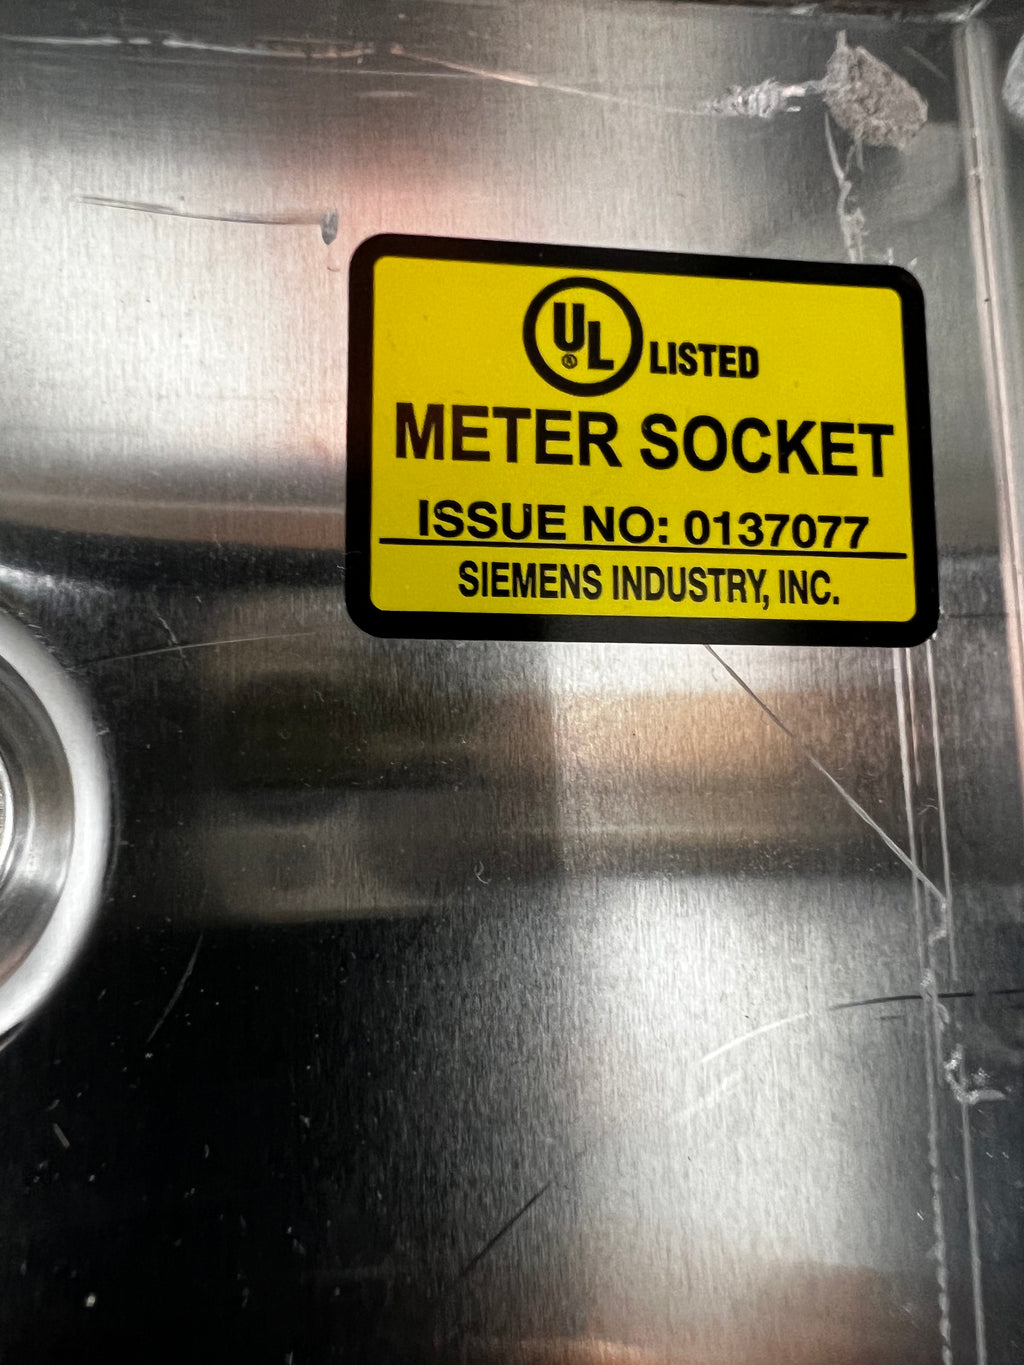 UL® LISTED
METER SOCKET
ISSUE NO: 0137077
SIEMENS INDUSTRY, INC.